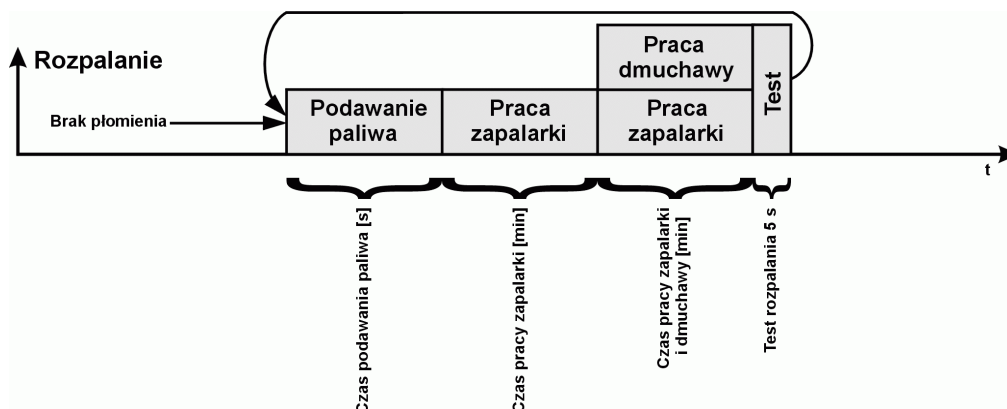 Rozpalanie
Brak płomienia
Podawanie
paliwa
Praca
zapalarki
Praca
dmuchawy
Praca
zapalarki
Test
t
Czas podawania paliwa [s]
Czas pracy zapalarki [min]
Czas pracy zapalarki
i dmuchawy [min]
Test rozpalania 5 s